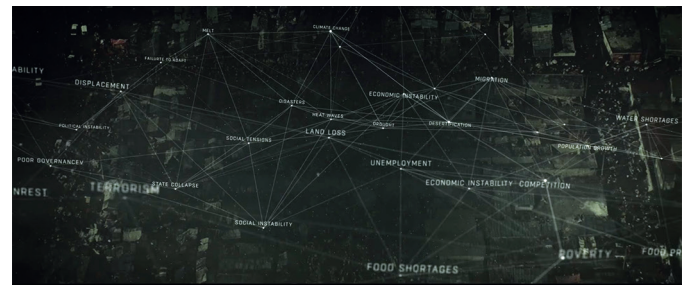 CLIMATE CHANGE
MELT
FAILURE TO ADAPT
ABILITY
MIGRATION
DISPLACEMENT
ECONOMIC INSTABILITY
DISASTERS
HEAT WAVES
WATER SHORTAGES
POLITICAL INSTABILITY
DROUGHT
DESERTIFICATION
LAND LOSS
SOCIAL TENSIONS
POPULATION GROWTH
POOR GOVERNANCE
UNEMPLOYMENT
STATE COLLAPSE
TERRORISM
ECONOMIC INSTABILITY
COMPETITION
NREST
SOCIAL INSTABILITY
POVERTY
FOOD PR
FOOD SHORTAGES